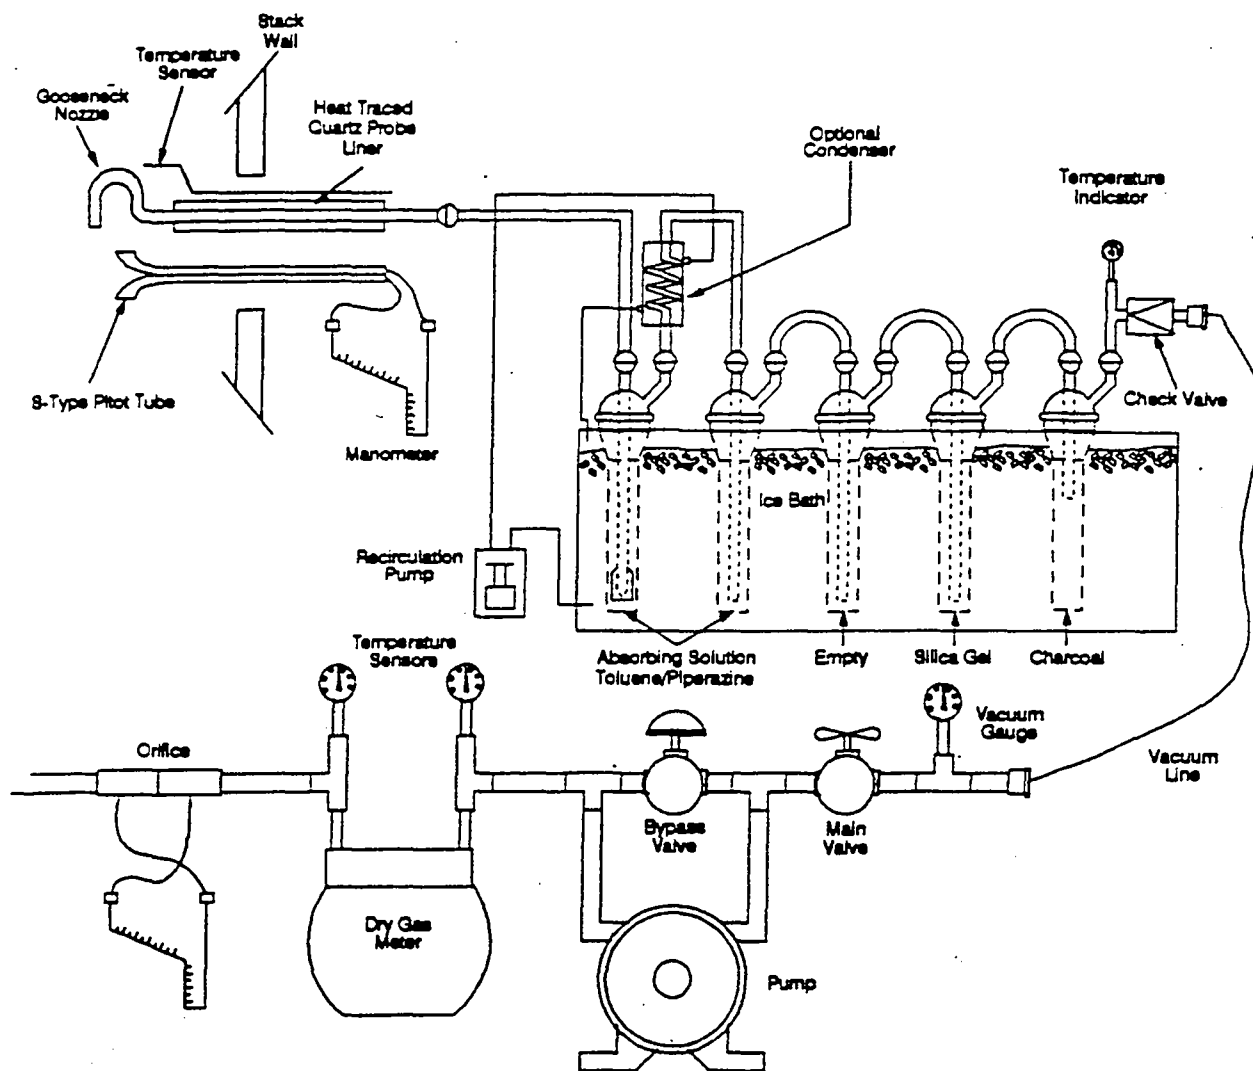 Stack
Wall
Temperature
Sensor
Gooseneck
Nozzle
Heat Traced
Quartz Probe
Liner
Optional
Condenser
Temperature
Indicator
S-Type Pitot Tube
Manometer
Check Valve
Ice Bath
Recirculation
Pump
Temperature
Sensors
Absorbing Solution
Toluene/Piperazine
Empty
Silica Gel
Charcoal
Orifice
Vacuum
Gauge
Vacuum
Line
Bypass
Valve
Main
Valve
Dry Gas
Meter
Pump